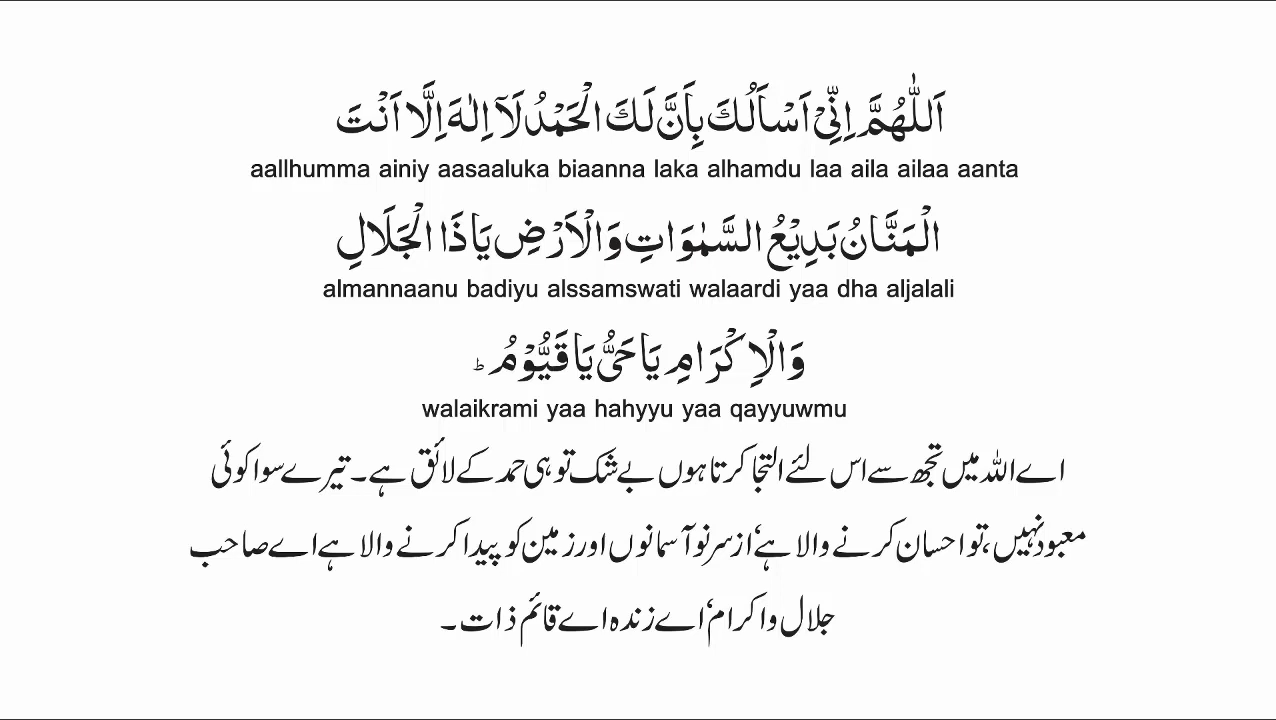 اَللّٰهُمَّ اِنِّیْۤ اَسْاَلُكَ بِاَنَّ لَكَ الْحَمْدُ لَاۤ اِلٰهَ اِلَّا اَنْتَ
aallhumma ainiy aasaaluka biaanna laka alhamdu laa aila ailaa aanta
الْمَنَّانُ بَدِیْعُ السَّمٰوَاتِ وَالْاَرْضِ یَا ذَا الْجَلَالِ
almannaanu badiyu alssamswati walaardi yaa dha aljalali
وَالْاِكْرَامِ یَا حَیُّ یَا قَیُّوْمُ ؕ
walaikrami yaa hahyyu yaa qayyuwmu
اے اللہ میں تجھ سے اس لئے التجا کرتا ہوں بے شک تو ہی حمد کے لائق ہے۔ تیرے سوا کوئی
معبود نہیں، تو احسان کرنے والا ہے‘ ازسرنو آسمانوں اور زمین کو پیدا کرنے والا ہے اے صاحب
جلال و اکرام‘ اے زندہ اے قائم ذات۔